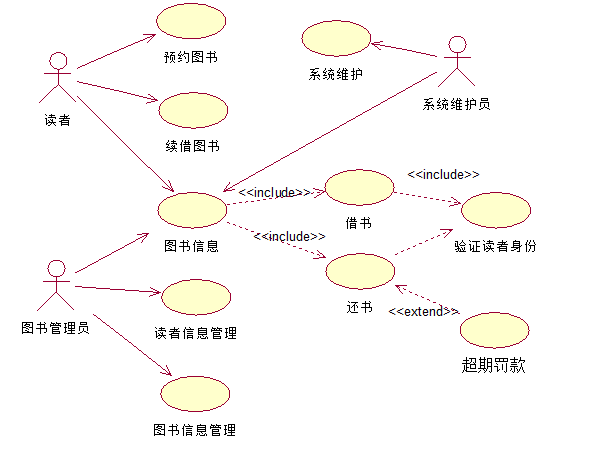 预约图书
系统维护
读者
系统维护员
续借图书
<<include>>
<<include>>
借书
图书信息
<<include>>
验证读者身份
还书
<<extend>>
图书管理员
读者信息管理
超期罚款
图书信息管理